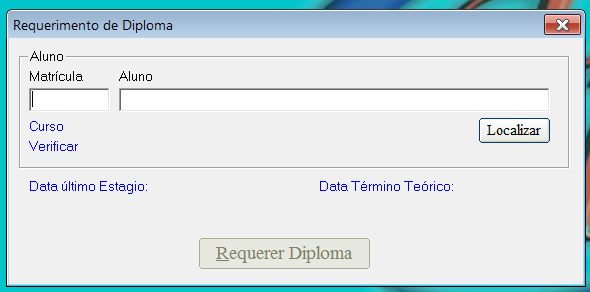 Requerimento de Diploma
Aluno
Matrícula Aluno
Curso
Localizar
Verificar
Data último Estagio: Data Término Teórico:
Requerer Diploma